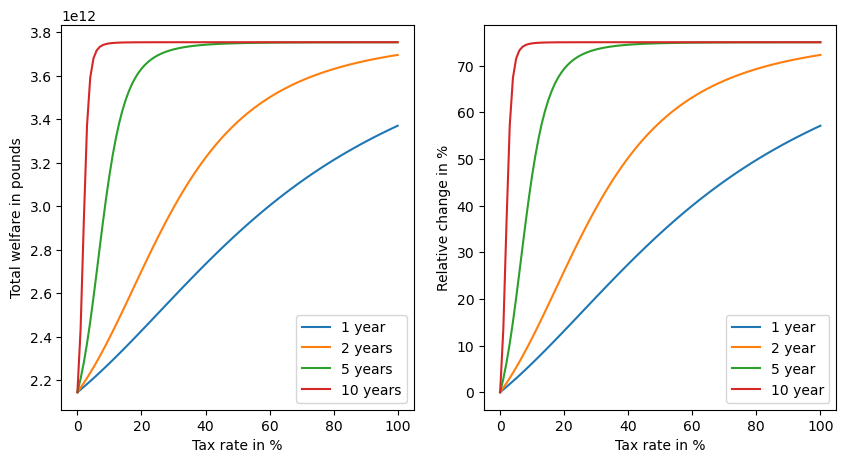 1e12
3.8
3.6
3.4
3.2
3.0
2.8
2.6
2.4
2.2
Total welfare in pounds
0 20 40 60 80 100
Tax rate in %
1 year
2 years
5 years
10 years
70
60
50
40
30
20
10
0
Relative change in %
0 20 40 60 80 100
Tax rate in %
1 year
2 year
5 year
10 year